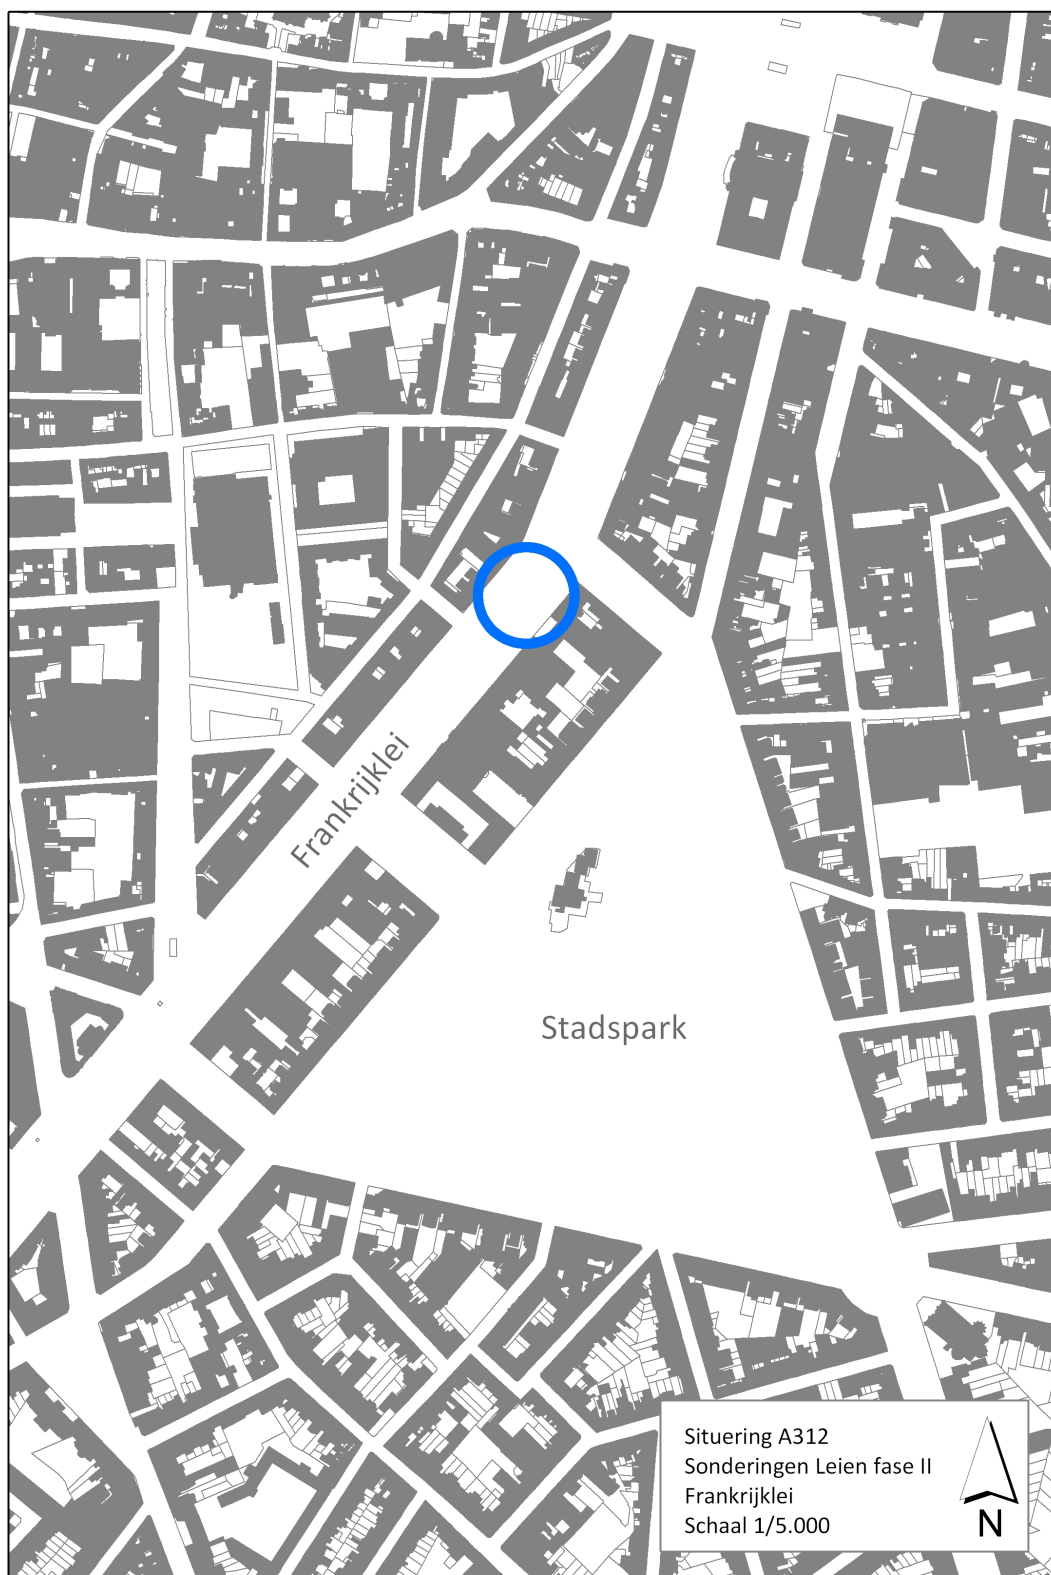 Frankrijklei
Stadspark
Situering A312
Sonderingen Leien fase II
Frankrijklei
Schaal 1/5.000
N